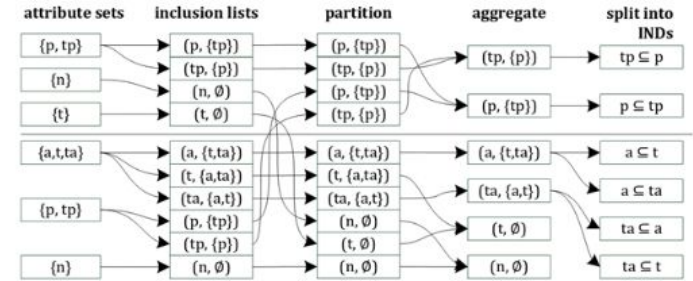 attribute sets inclusion lists partition aggregate split into INDs
{p, tp} (p, {tp}) (p, {tp}) (tp, {p}) tp ⊆ p
(tp, {p}) (tp, {p})
{n} (n, ∅) (p, {tp}) (p, {tp}) p ⊆ tp
{t} (t, ∅) (tp, {p})
{a,t,ta} (a, {t,ta}) (a, {t,ta}) (a, {t,ta}) a ⊆ t
(t, {a,ta}) (t, {a,ta}) (ta, {a,t}) a ⊆ ta
(ta, {a,t}) (ta, {a,t})
{p, tp} (p, {tp}) (n, ∅) (t, ∅) ta ⊆ a
(tp, {p}) (t, ∅)
{n} (n, ∅) (n, ∅) (n, ∅) ta ⊆ t